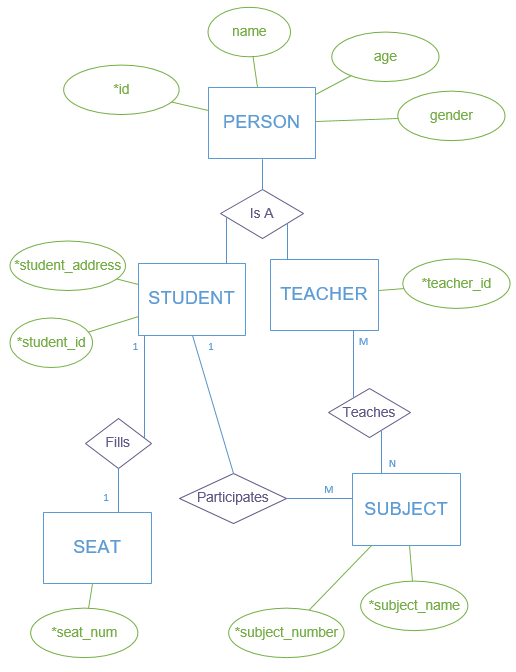 name
age
*id
gender
PERSON
Is A
*student_address
STUDENT
TEACHER
*teacher_id
*student_id
1
1
M
Teaches
Fills
N
1
Participates
M
SUBJECT
SEAT
*subject_name
*seat_num
*subject_number